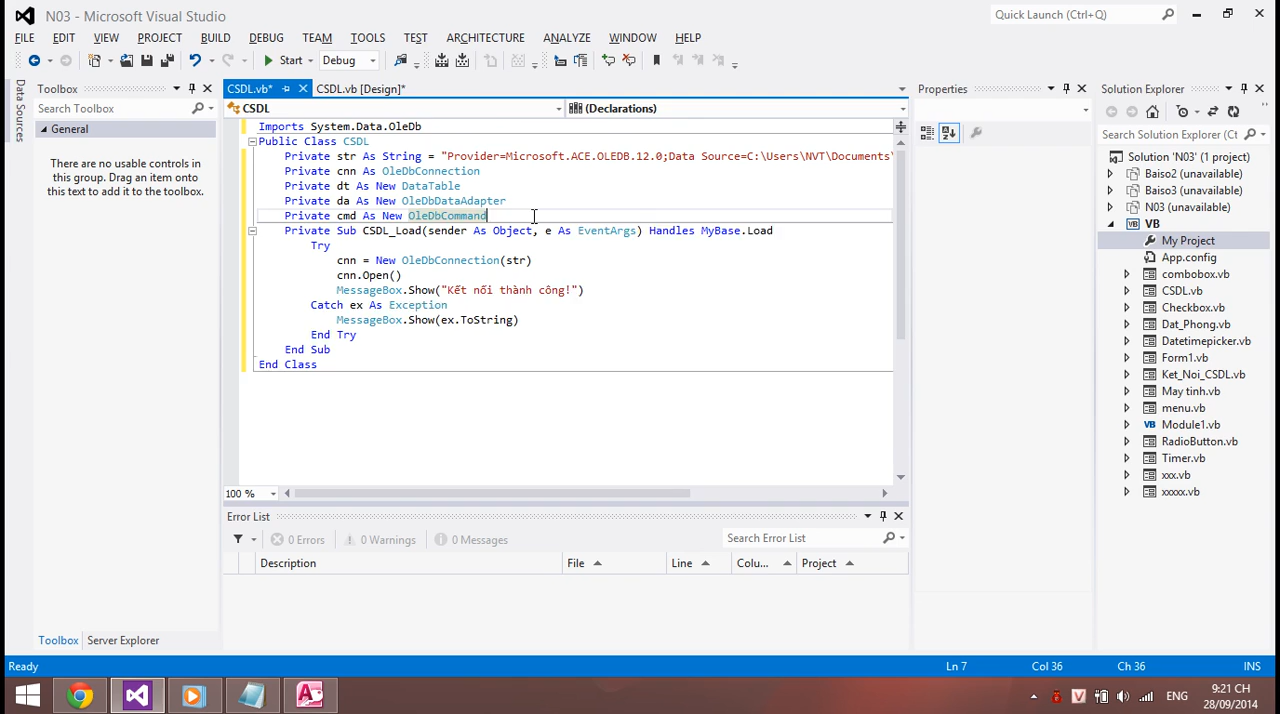 N03 - Microsoft Visual Studio
Quick Launch (Ctrl+Q)
FILE EDIT VIEW PROJECT BUILD DEBUG TEAM TOOLS TEST ARCHITECTURE ANALYZE WINDOW HELP
Start Debug
Data Sources
Toolbox
Search Toolbox
General
There are no usable controls in
this group. Drag an item onto
this text to add it to the toolbox.
Toolbox Server Explorer
CSDL.vb* CSDL.vb [Design]*
CSDL (Declarations)
Imports System.Data.OleDb
Public Class CSDL
Private str As String = "Provider=Microsoft.ACE.OLEDB.12.0;Data Source=C:\Users\NVT\Documents\
Private cnn As OleDbConnection
Private dt As New DataTable
Private da As New OleDbDataAdapter
Private cmd As New OleDbCommand
Private Sub CSDL_Load(sender As Object, e As EventArgs) Handles MyBase.Load
Try
cnn = New OleDbConnection(str)
cnn.Open()
MessageBox.Show("Kết nối thành công!")
Catch ex As Exception
MessageBox.Show(ex.ToString)
End Try
End Sub
End Class
100 %
Error List
0 Errors 0 Warnings 0 Messages Search Error List
Description File Line Colu... Project
Properties
Solution Explorer
Search Solution Explorer (Ctrl
Solution 'N03' (1 project)
Baiso2 (unavailable)
Baiso3 (unavailable)
N03 (unavailable)
VB
My Project
App.config
combobox.vb
CSDL.vb
Checkbox.vb
Dat_Phong.vb
Datetimepicker.vb
Form1.vb
Ket_Noi_CSDL.vb
May tinh.vb
menu.vb
VB Module1.vb
RadioButton.vb
Timer.vb
xxx.vb
xxxxx.vb
Ready Ln 7 Col 36 Ch 36 INS
V ENG 9:21 CH
28/09/2014